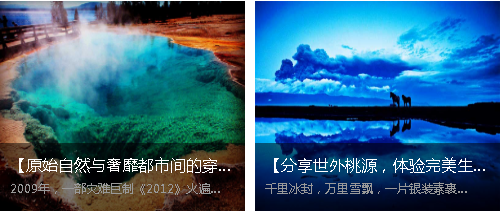 【原始自然与奢靡都市间的穿...
2009年，一部灾难巨制《2012》火遍...
【分享世外桃源，体验完美生...
千里冰封，万里雪飘，一片银装素裹...